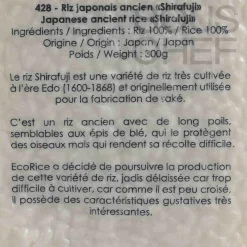 428 - Riz japonais ancien «Shirafuji»
Japanese ancient rice «Shirafuji»
Ingrédients / Ingredients : Riz 100% / Rice 100%
Origine / Origin : Japon / Japan
Poids / Weight : 300g
Le riz Shirafuji est une variété de riz très cultivée
à l'ère Edo (1600-1868) et originellement utilisée
pour la fabrication de saké.
C'est un riz ancien avec de long poils,
semblables aux épis de blé, qui le protègent
des oiseaux mais qui rendent sa récolte difficile.
EcoRice a décidé de poursuivre la production
de cette variété de riz, jadis délaissée car trop
difficile à cultiver, car comme il est peu croisé, il
possède des caractéristiques gustatives très
intéressantes.